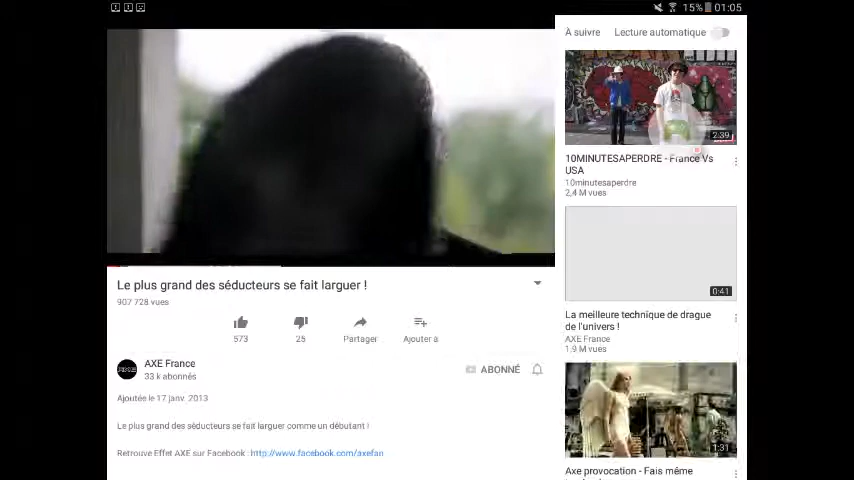 15% 01:05
À suivre Lecture automatique
2:39
10MINUTESAPERDRE - France Vs
USA
10minutesaperdre
2,4 M vues
0:41
La meilleure technique de drague
de l'univers !
AXE France
1,9 M vues
1:31
Axe provocation - Fais même
Le plus grand des séducteurs se fait larguer !
907 728 vues
573 25 Partager Ajouter à
AXE France
33 k abonnés
ABONNÉ
Ajoutée le 17 janv. 2013
Le plus grand des séducteurs se fait larguer comme un débutant !
Retrouve Effet AXE sur Facebook : http://www.facebook.com/axefan